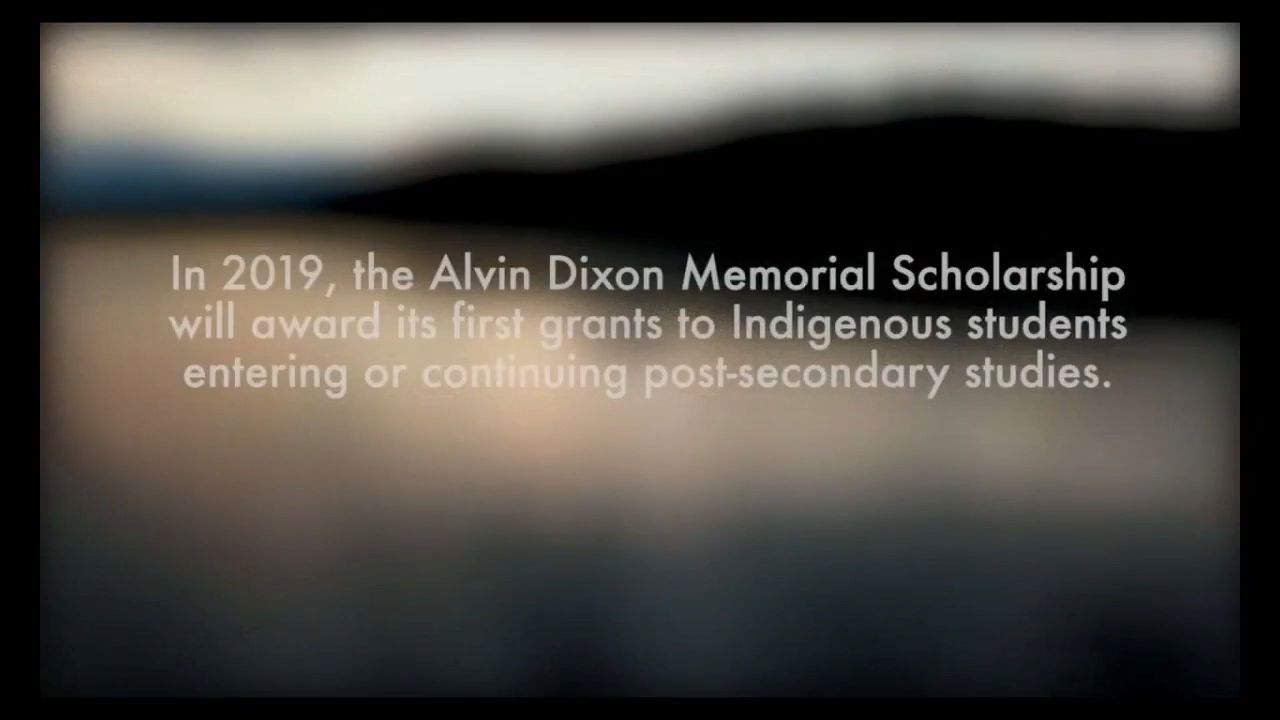 In 2019, the Alvin Dixon Memorial Scholarship
will award its first grants to Indigenous students
entering or continuing post-secondary studies.